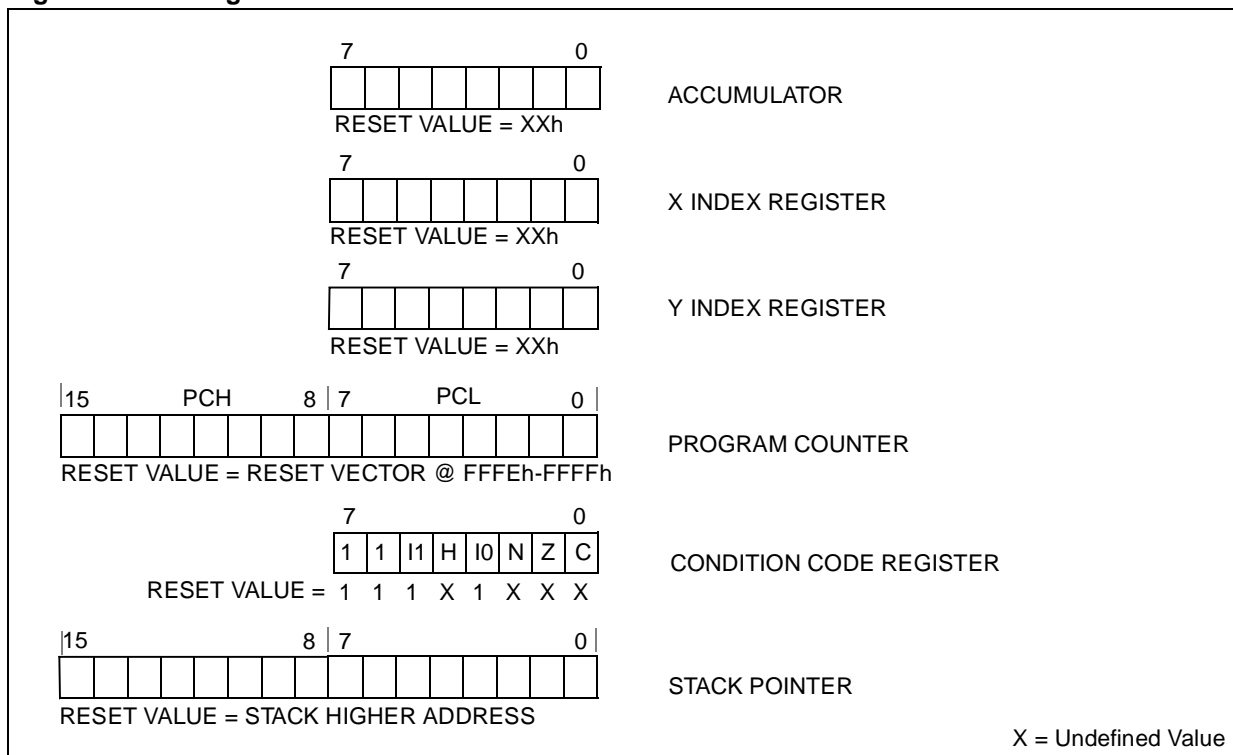 7 0
ACCUMULATOR
RESET VALUE = XXh
7 0
X INDEX REGISTER
RESET VALUE = XXh
7 0
Y INDEX REGISTER
RESET VALUE = XXh
15 PCH 8 7 PCL 0
PROGRAM COUNTER
RESET VALUE = RESET VECTOR @ FFFEh-FFFFh
7 0
1 1 I1 H I0 N Z C
CONDITION CODE REGISTER
RESET VALUE = 1 1 1 X 1 X X X
15 8 7 0
STACK POINTER
RESET VALUE = STACK HIGHER ADDRESS
X = Undefined Value